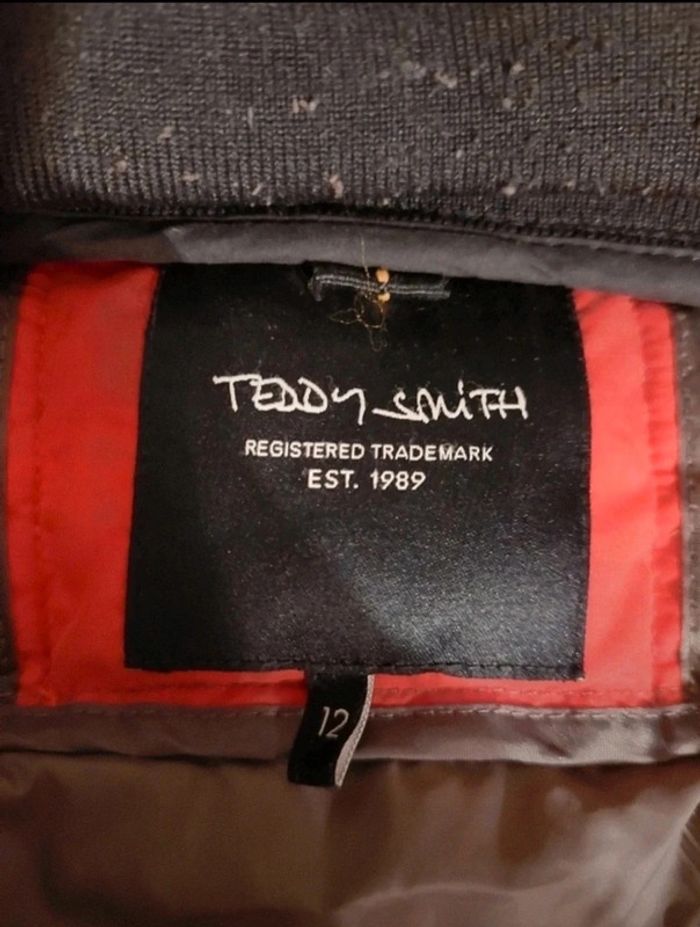 TEDDY SMITH
REGISTERED TRADEMARK
EST. 1989
12